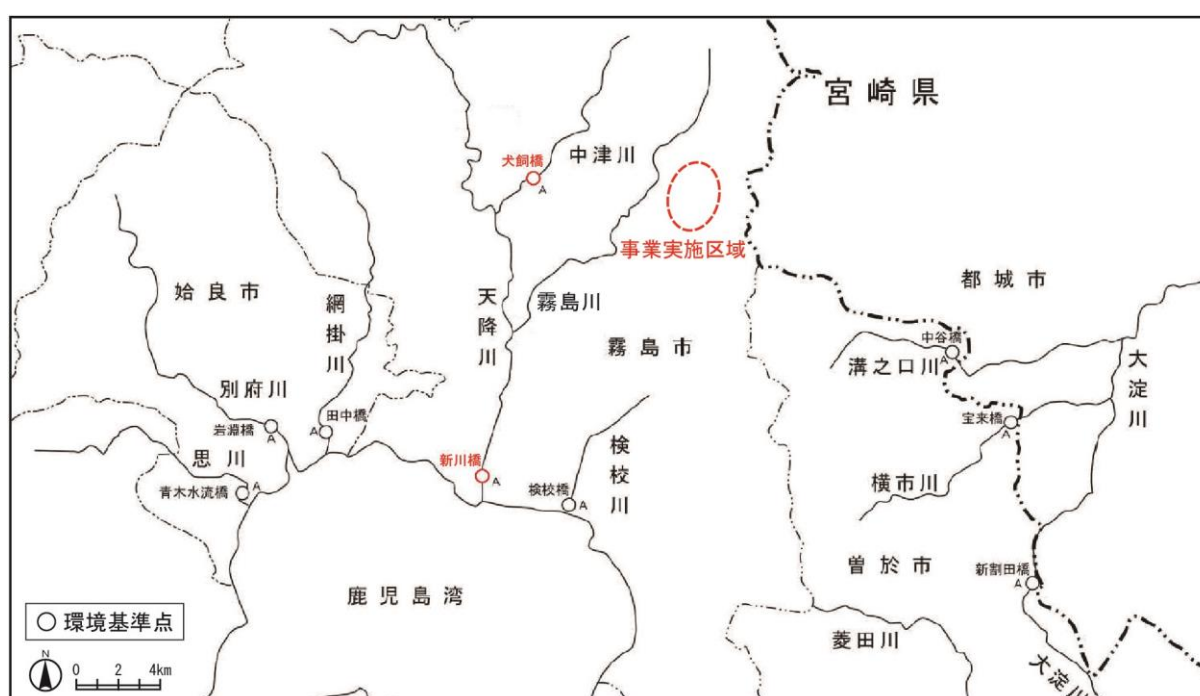 宮崎県
犬飼橋
A
中津川
事業実施区域
姶良市
網掛川
天降川
霧島川
霧島市
都城市
中谷橋
A
溝之口川
大淀川
別府川
田中橋
A
岩淵橋
A
思川
新川橋
A
検校川
宝来橋
A
横市川
青木水流橋
A
検校橋
A
曽於市
新割田橋
A
鹿児島湾
菱田川
大淀川
○環境基準点
N
0 2 4km